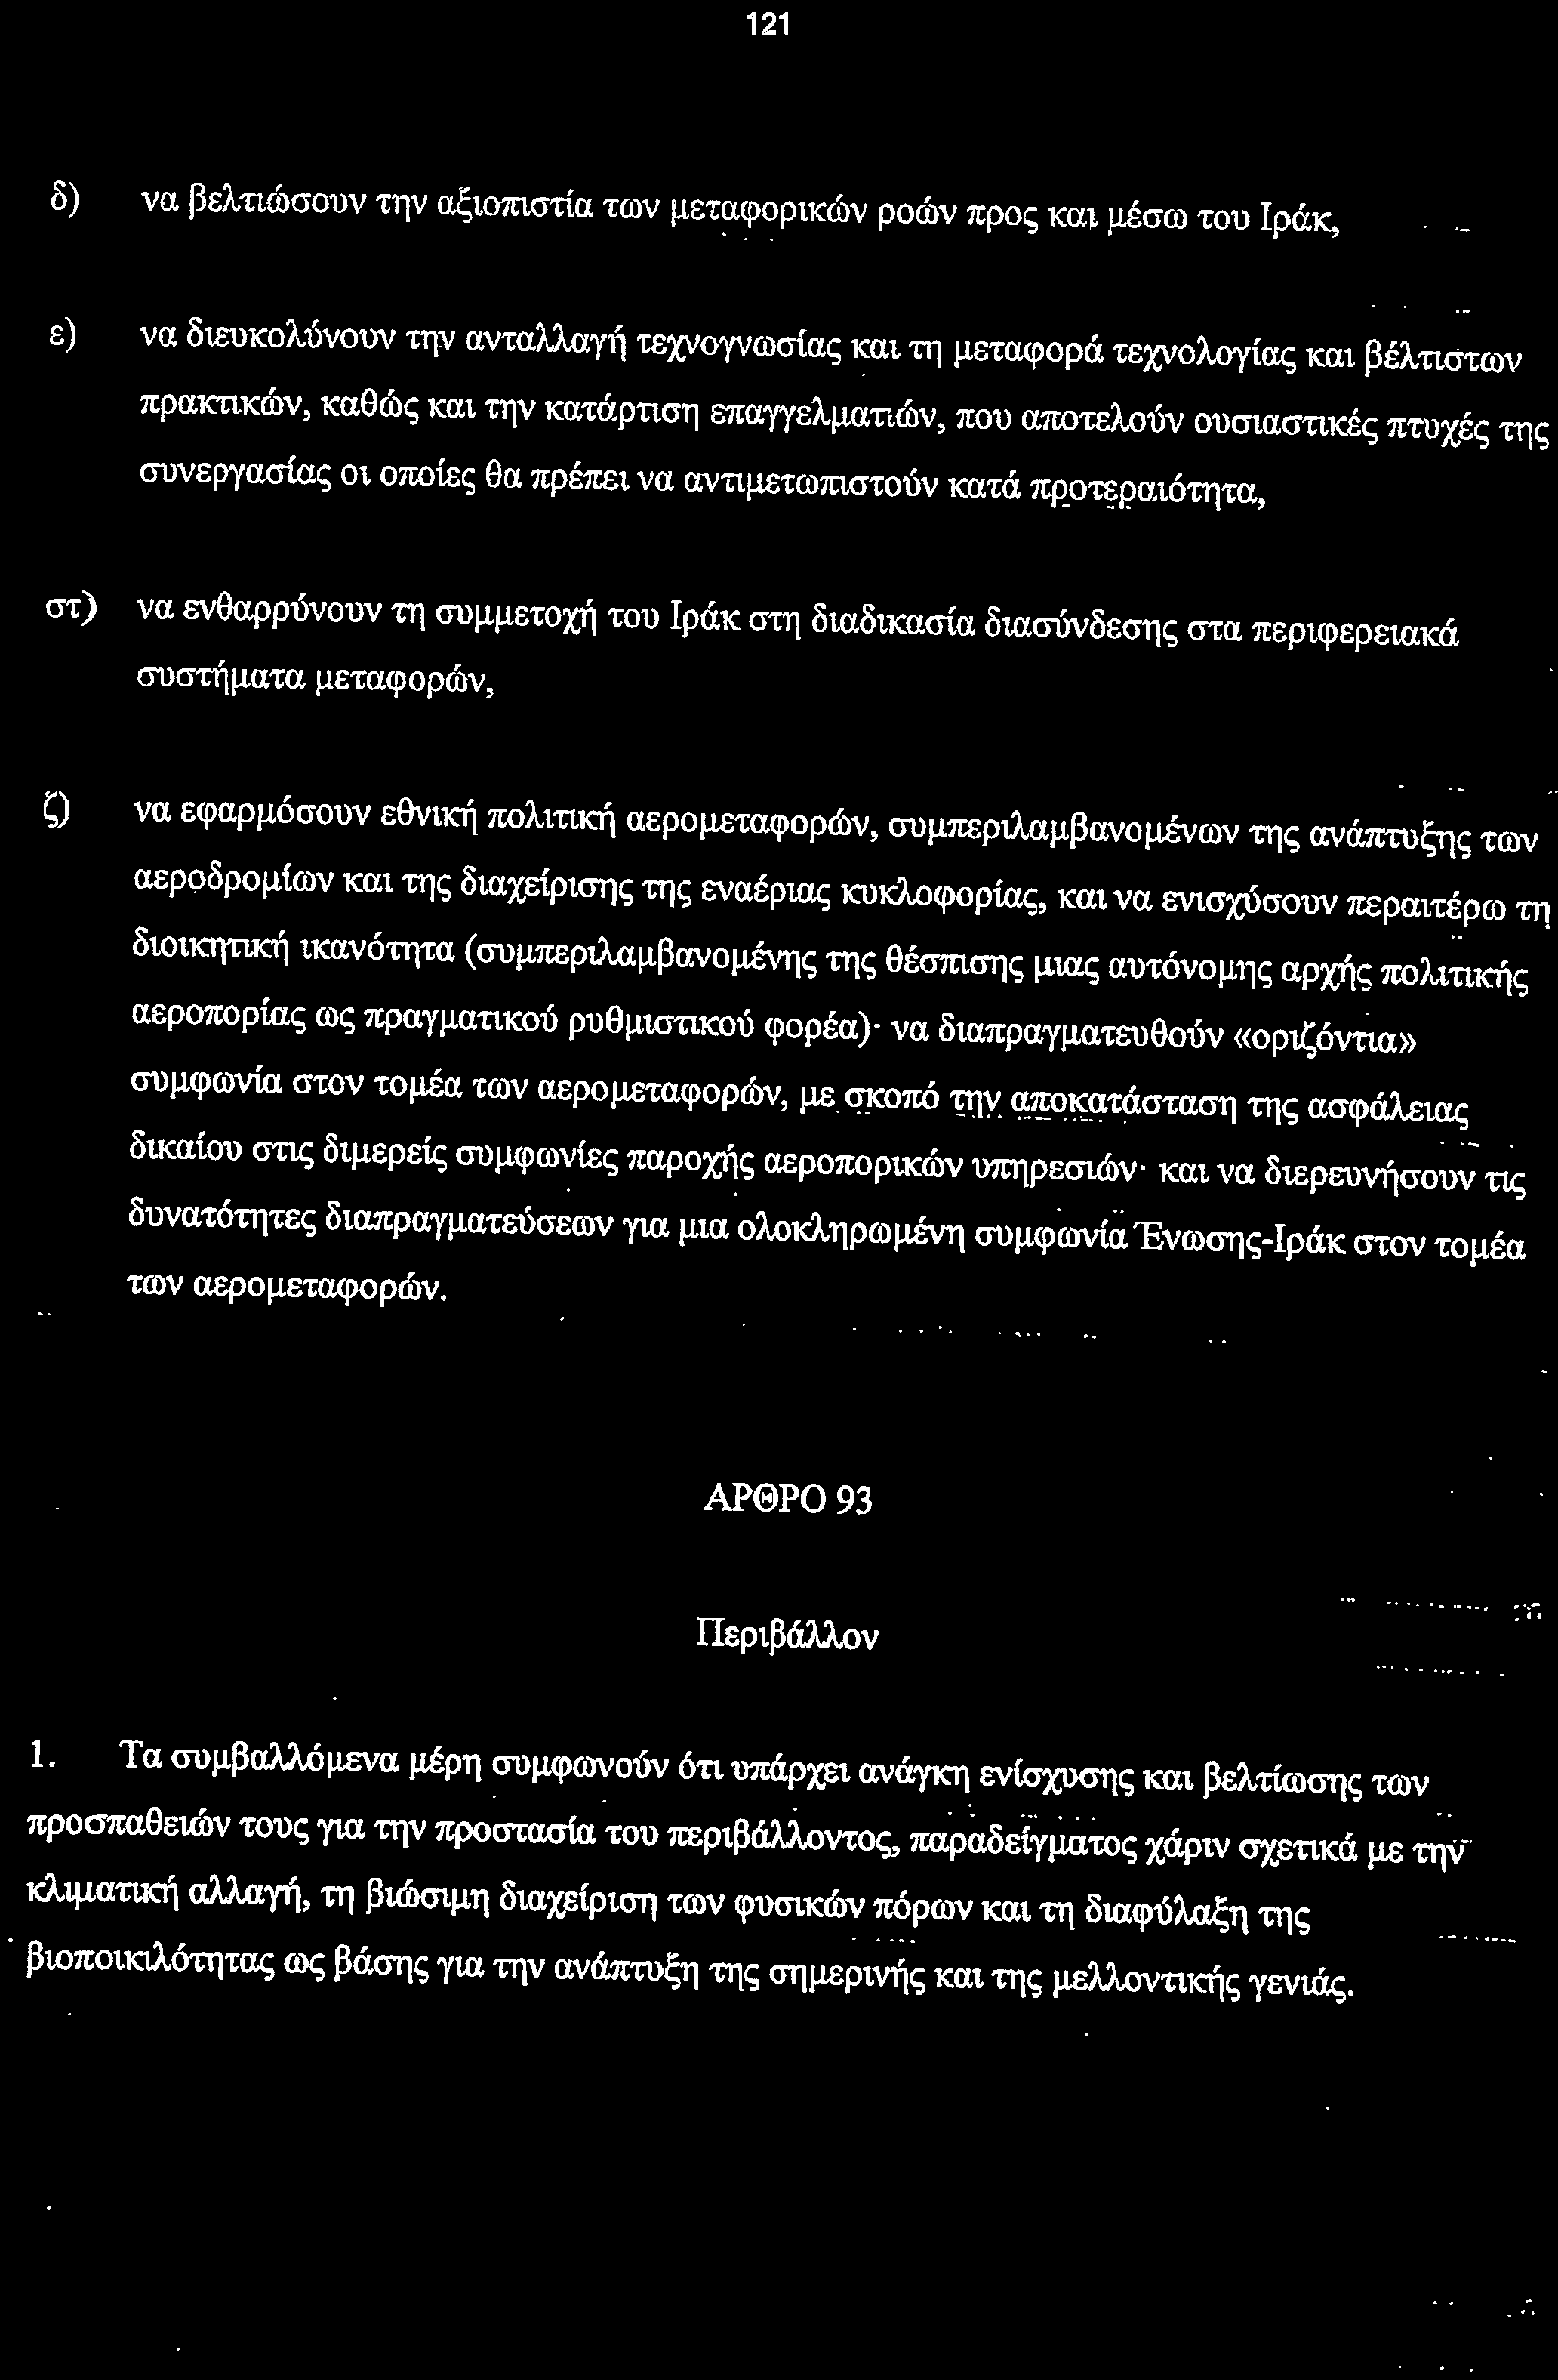 121
δ) να βελτιώσουν την αξιοπιστία των μεταφορικών ροών προς και μέσω του Ιράκ,
ε) να διευκολύνουν την ανταλλαγή τεχνογνωσίας και τη μεταφορά τεχνολογίας και βέλτιστων
πρακτικών, καθώς και την κατάρτιση επαγγελματιών, που αποτελούν ουσιαστικές πτυχές της
συνεργασίας οι οποίες θα πρέπει να αντιμετωπιστούν κατά προτεραιότητα,
στ) να ενθαρρύνουν τη συμμετοχή του Ιράκ στη διαδικασία διασύνδεσης στα περιφερειακά
συστήματα μεταφορών,
ζ) να εφαρμόσουν εθνική πολιτική αερομεταφορών, συμπεριλαμβανομένων της ανάπτυξης των
αεροδρομίων και της διαχείρισης της εναέριας κυκλοφορίας, και να ενισχύσουν περαιτέρω τη
διοικητική ικανότητα (συμπεριλαμβανομένης της θέσπισης μιας αυτόνομης αρχής πολιτικής
αεροπορίας ως πραγματικού ρυθμιστικού φορέα)· να διαπραγματευθούν «οριζόντια»
συμφωνία στον τομέα των αερομεταφορών, με σκοπό την αποκατάσταση της ασφάλειας
δικαίου στις διμερείς συμφωνίες παροχής αεροπορικών υπηρεσιών· και να διερευνήσουν τις
δυνατότητες διαπραγματεύσεων για μια ολοκληρωμένη συμφωνία Ένωσης-Ιράκ στον τομέα
των αερομεταφορών.
ΑΡΘΡΟ 93
Περιβάλλον
1. Τα συμβαλλόμενα μέρη συμφωνούν ότι υπάρχει ανάγκη ενίσχυσης και βελτίωσης των
προσπαθειών τους για την προστασία του περιβάλλοντος, παραδείγματος χάριν σχετικά με την
κλιματική αλλαγή, τη βιώσιμη διαχείριση των φυσικών πόρων και τη διαφύλαξη της
βιοποικιλότητας ως βάσης για την ανάπτυξη της σημερινής και της μελλοντικής γενιάς.